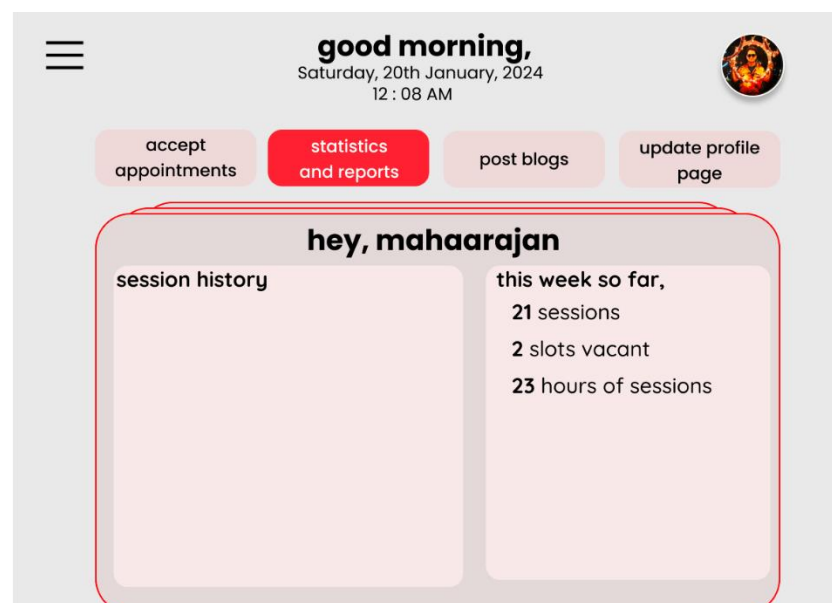 good morning,
Saturday, 20th January, 2024
12 : 08 AM
accept
appointments
statistics
and reports
post blogs
update profile
page
hey, mahaarajan
session history
this week so far,
21 sessions
2 slots vacant
23 hours of sessions